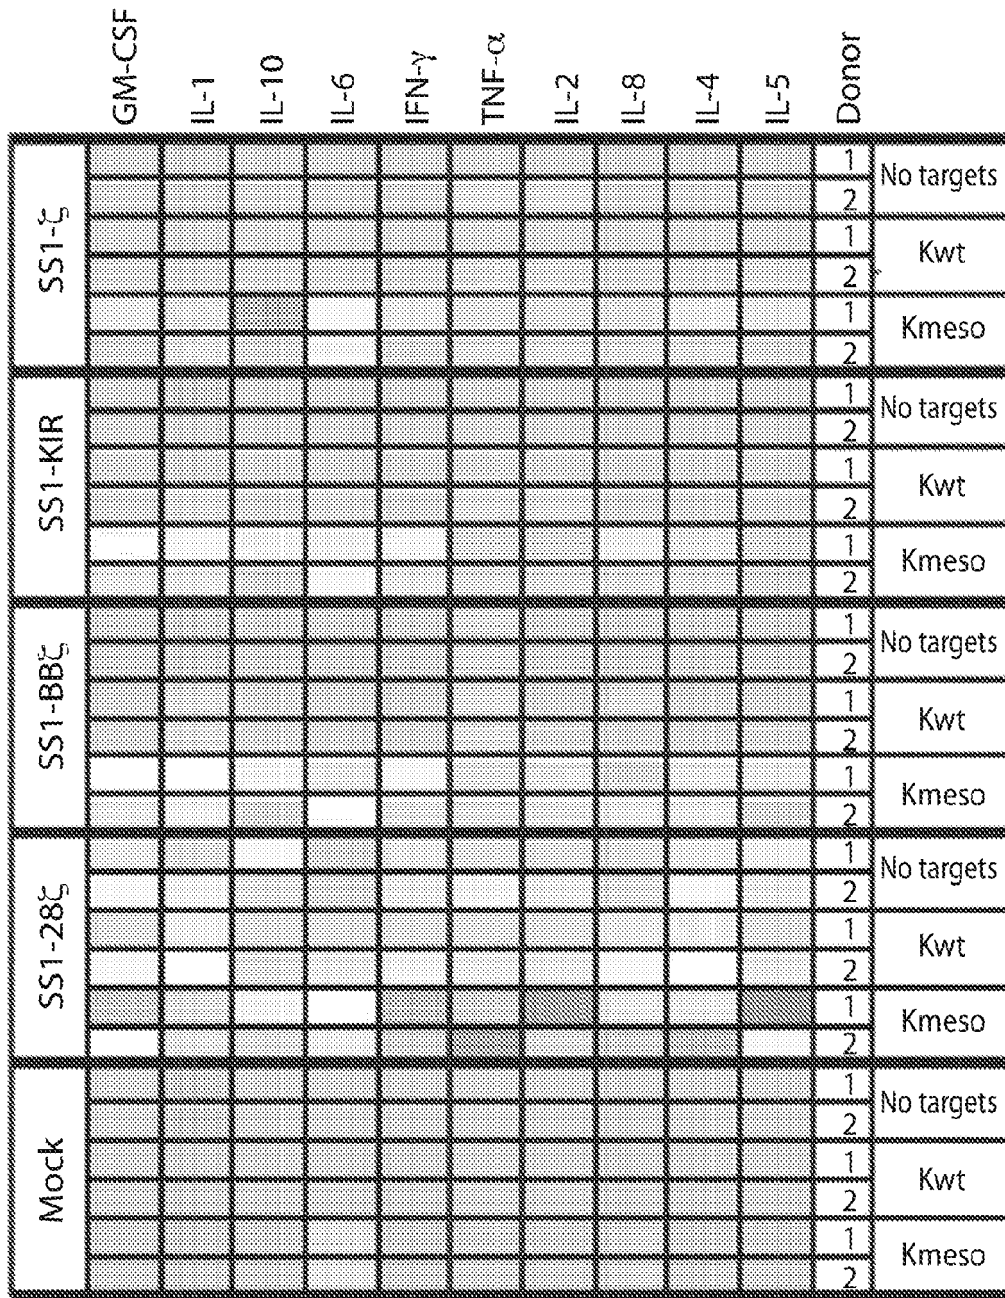 GM-CSF
IL-1
IL-10
IL-6
IFN-γ
TNF-α
IL-2
IL-8
IL-4
IL-5
Donor
SS1-ζ
1
2
No targets
1
2
Kwt
1
2
Kmeso
SS1-KIR
1
2
No targets
1
2
Kwt
1
2
Kmeso
SS1-BBζ
1
2
No targets
1
2
Kwt
1
2
Kmeso
SS1-28ζ
1
2
No targets
1
2
Kwt
1
2
Kmeso
Mock
1
2
No targets
1
2
Kwt
1
2
Kmeso